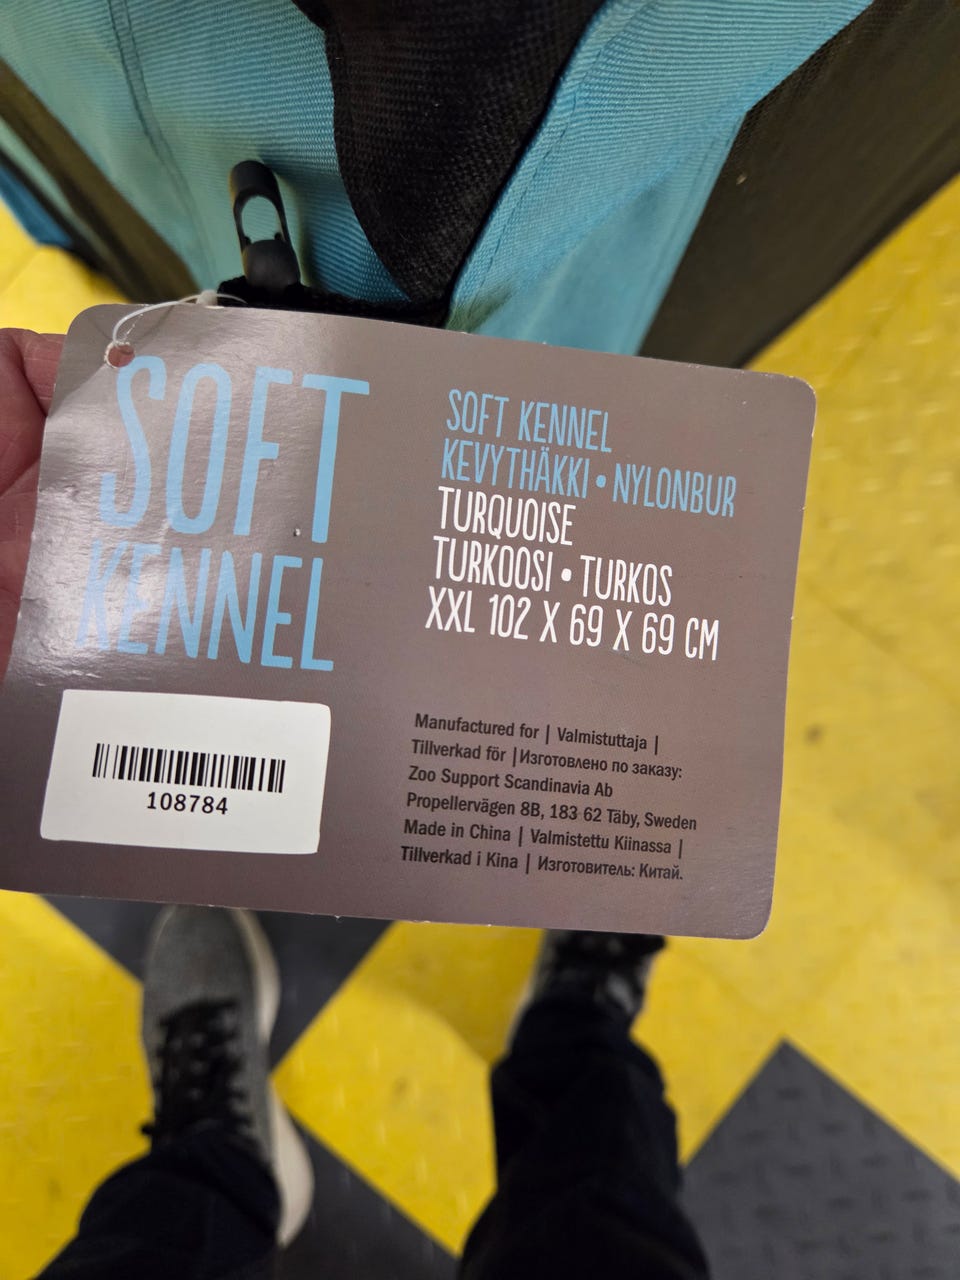 SOFT
KENNEL
SOFT KENNEL
KEVYTHÄKKI • NYLONBUR
TURQUOISE
TURKOOSI • TURKOS
XXL 102 X 69 X 69 CM
108784
Manufactured for | Valmistuttaja |
Tillverkad för | Изготовлено по заказу:
Zoo Support Scandinavia Ab
Propellervägen 8B, 183 62 Täby, Sweden
Made in China | Valmistettu Kiinassa |
Tillverkad i Kina | Изготовитель: Китай.